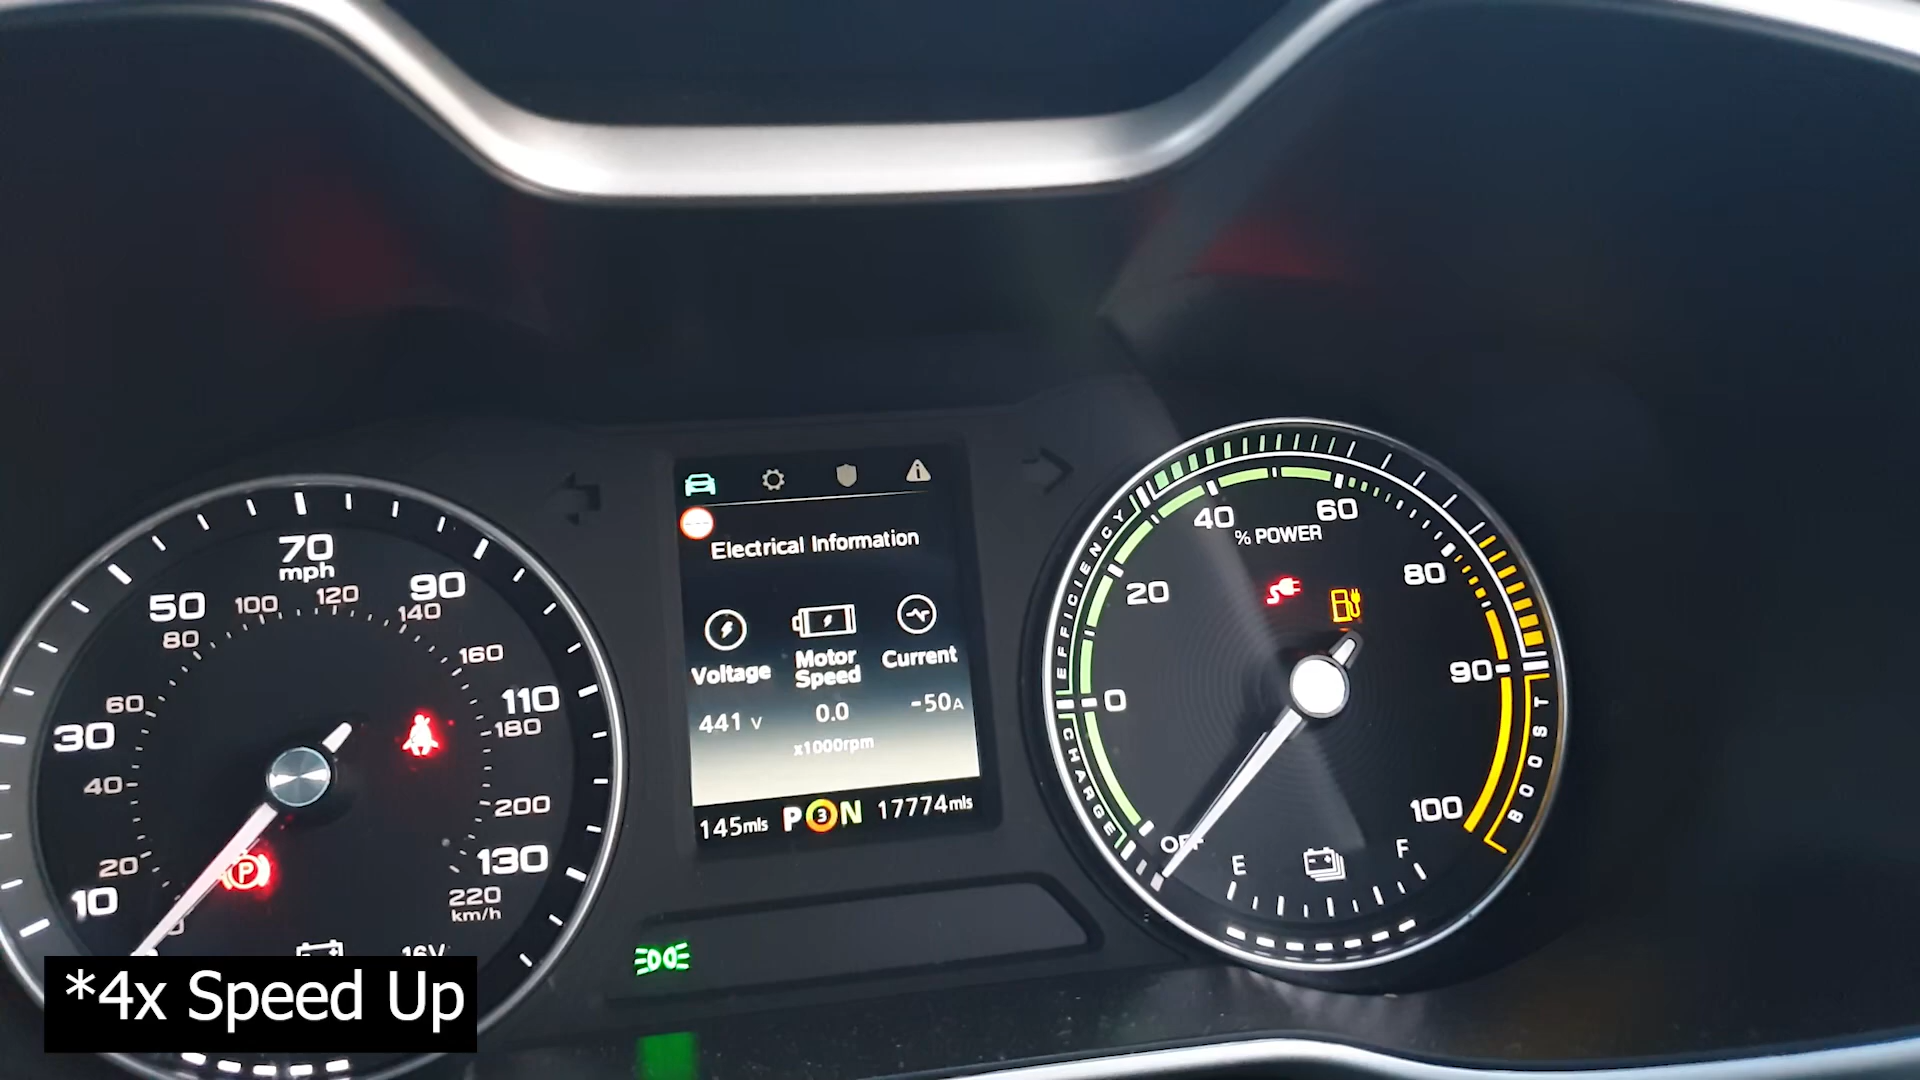 Electrical Information
Voltage
Motor
Speed
Current
441 V
0.0
-50A
x1000rpm
145mls
P
3
N
17774mls
10
30
50
70
mph
90
110
130
20
40
60
80
100
120
140
160
180
200
220
km/h
0
16V
P
CHARGE
EFFICIENCY
BOOST
OFF
0
20
40
60
80
90
100
% POWER
E
F
*4x Speed Up